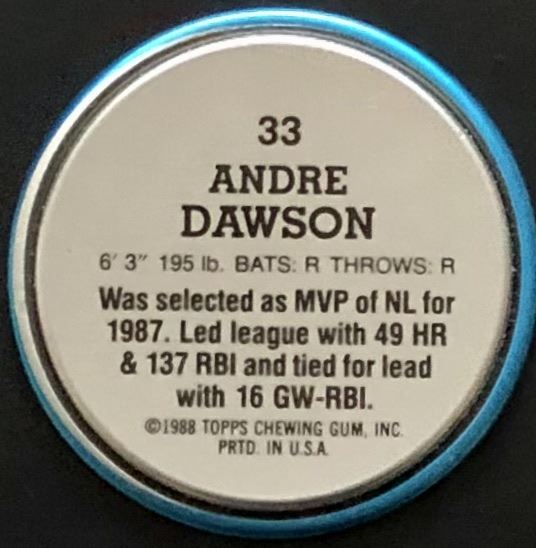 33
ANDRE
DAWSON
6' 3" 195 lb. BATS: R THROWS: R
Was selected as MVP of NL for
1987. Led league with 49 HR
& 137 RBI and tied for lead
with 16 GW-RBI.
©1988 TOPPS CHEWING GUM, INC.
PRTD. IN U.S.A.